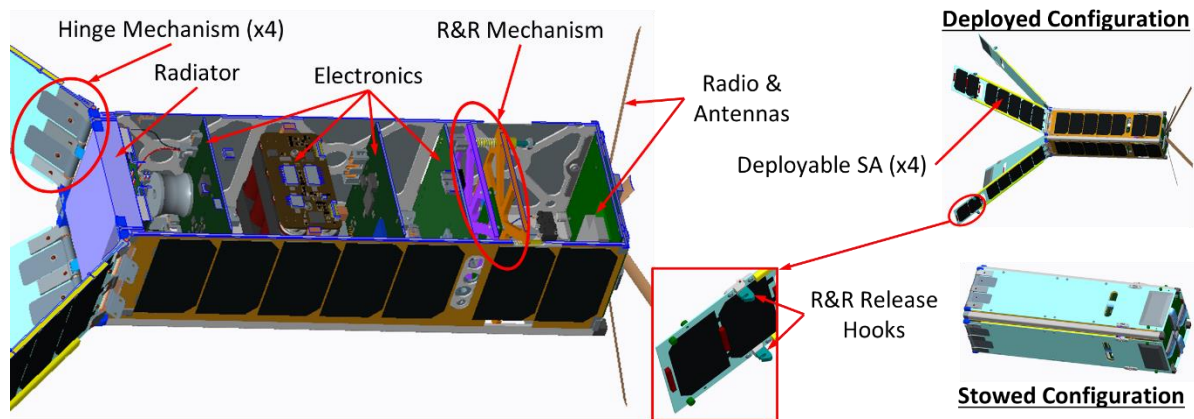 Hinge Mechanism (x4)
Radiator
Electronics
R&R Mechanism
Radio &
Antennas
Deployed Configuration
Deployable SA (x4)
R&R Release
Hooks
Stowed Configuration